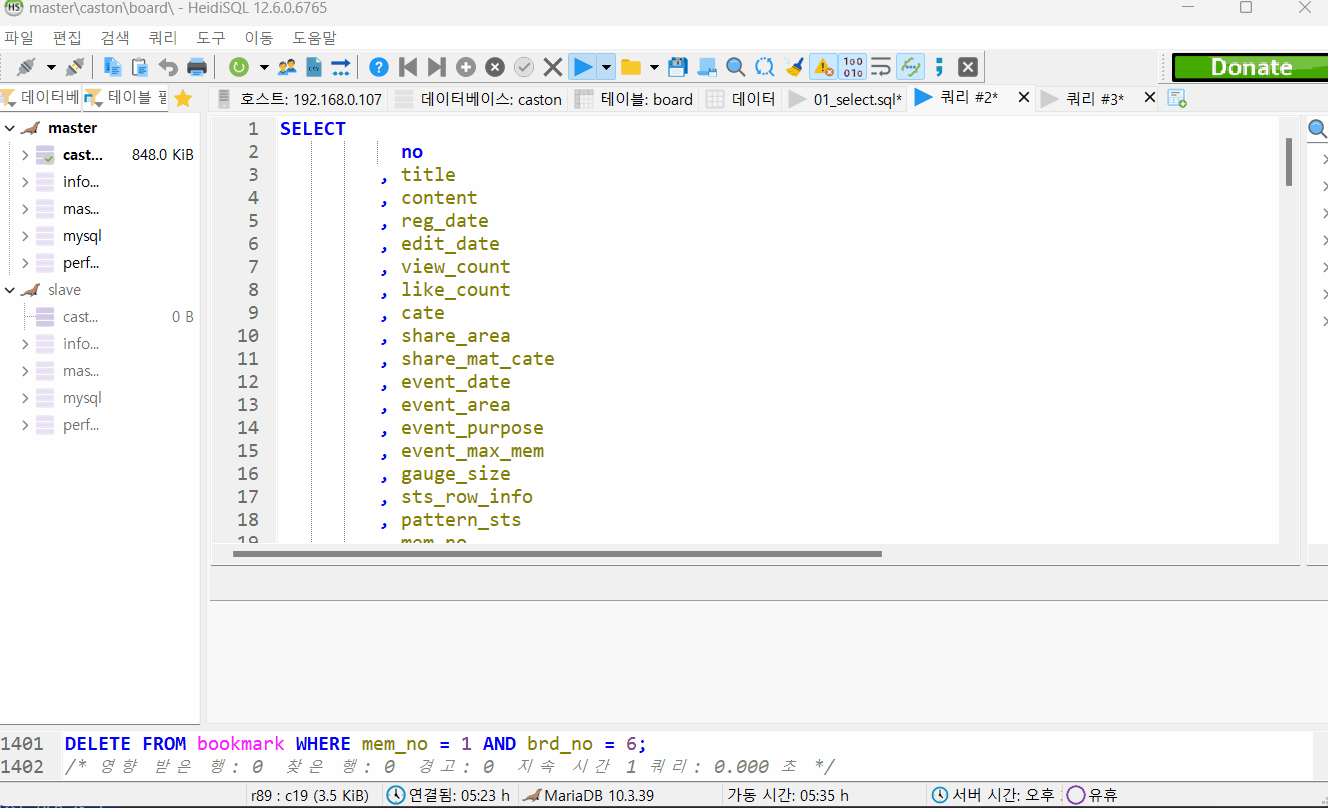 master\caston\board\ - HeidiSQL 12.6.0.6765
파일 편집 검색 쿼리 도구 이동 도움말
Donate
데이터베 테이블 필
호스트: 192.168.0.107 데이터베이스: caston 테이블: board 데이터 01_select.sql* 쿼리 #2* 쿼리 #3*
master
cast... 848.0 KiB
info...
mas...
mysql
perf...
slave
cast... 0 B
info...
mas...
mysql
perf...
1 SELECT
2 no
3 , title
4 , content
5 , reg_date
6 , edit_date
7 , view_count
8 , like_count
9 , cate
10 , share_area
11 , share_mat_cate
12 , event_date
13 , event_area
14 , event_purpose
15 , event_max_mem
16 , gauge_size
17 , sts_row_info
18 , pattern_sts
19 mem_no
1401 DELETE FROM bookmark WHERE mem_no = 1 AND brd_no = 6;
1402 /* 영향 받은 행: 0 찾은 행: 0 경고: 0 지속 시간 1 쿼리: 0.000 초 */
r89 : c19 (3.5 KiB) 연결됨: 05:23 h MariaDB 10.3.39 가동 시간: 05:35 h 서버 시간: 오후 유휴